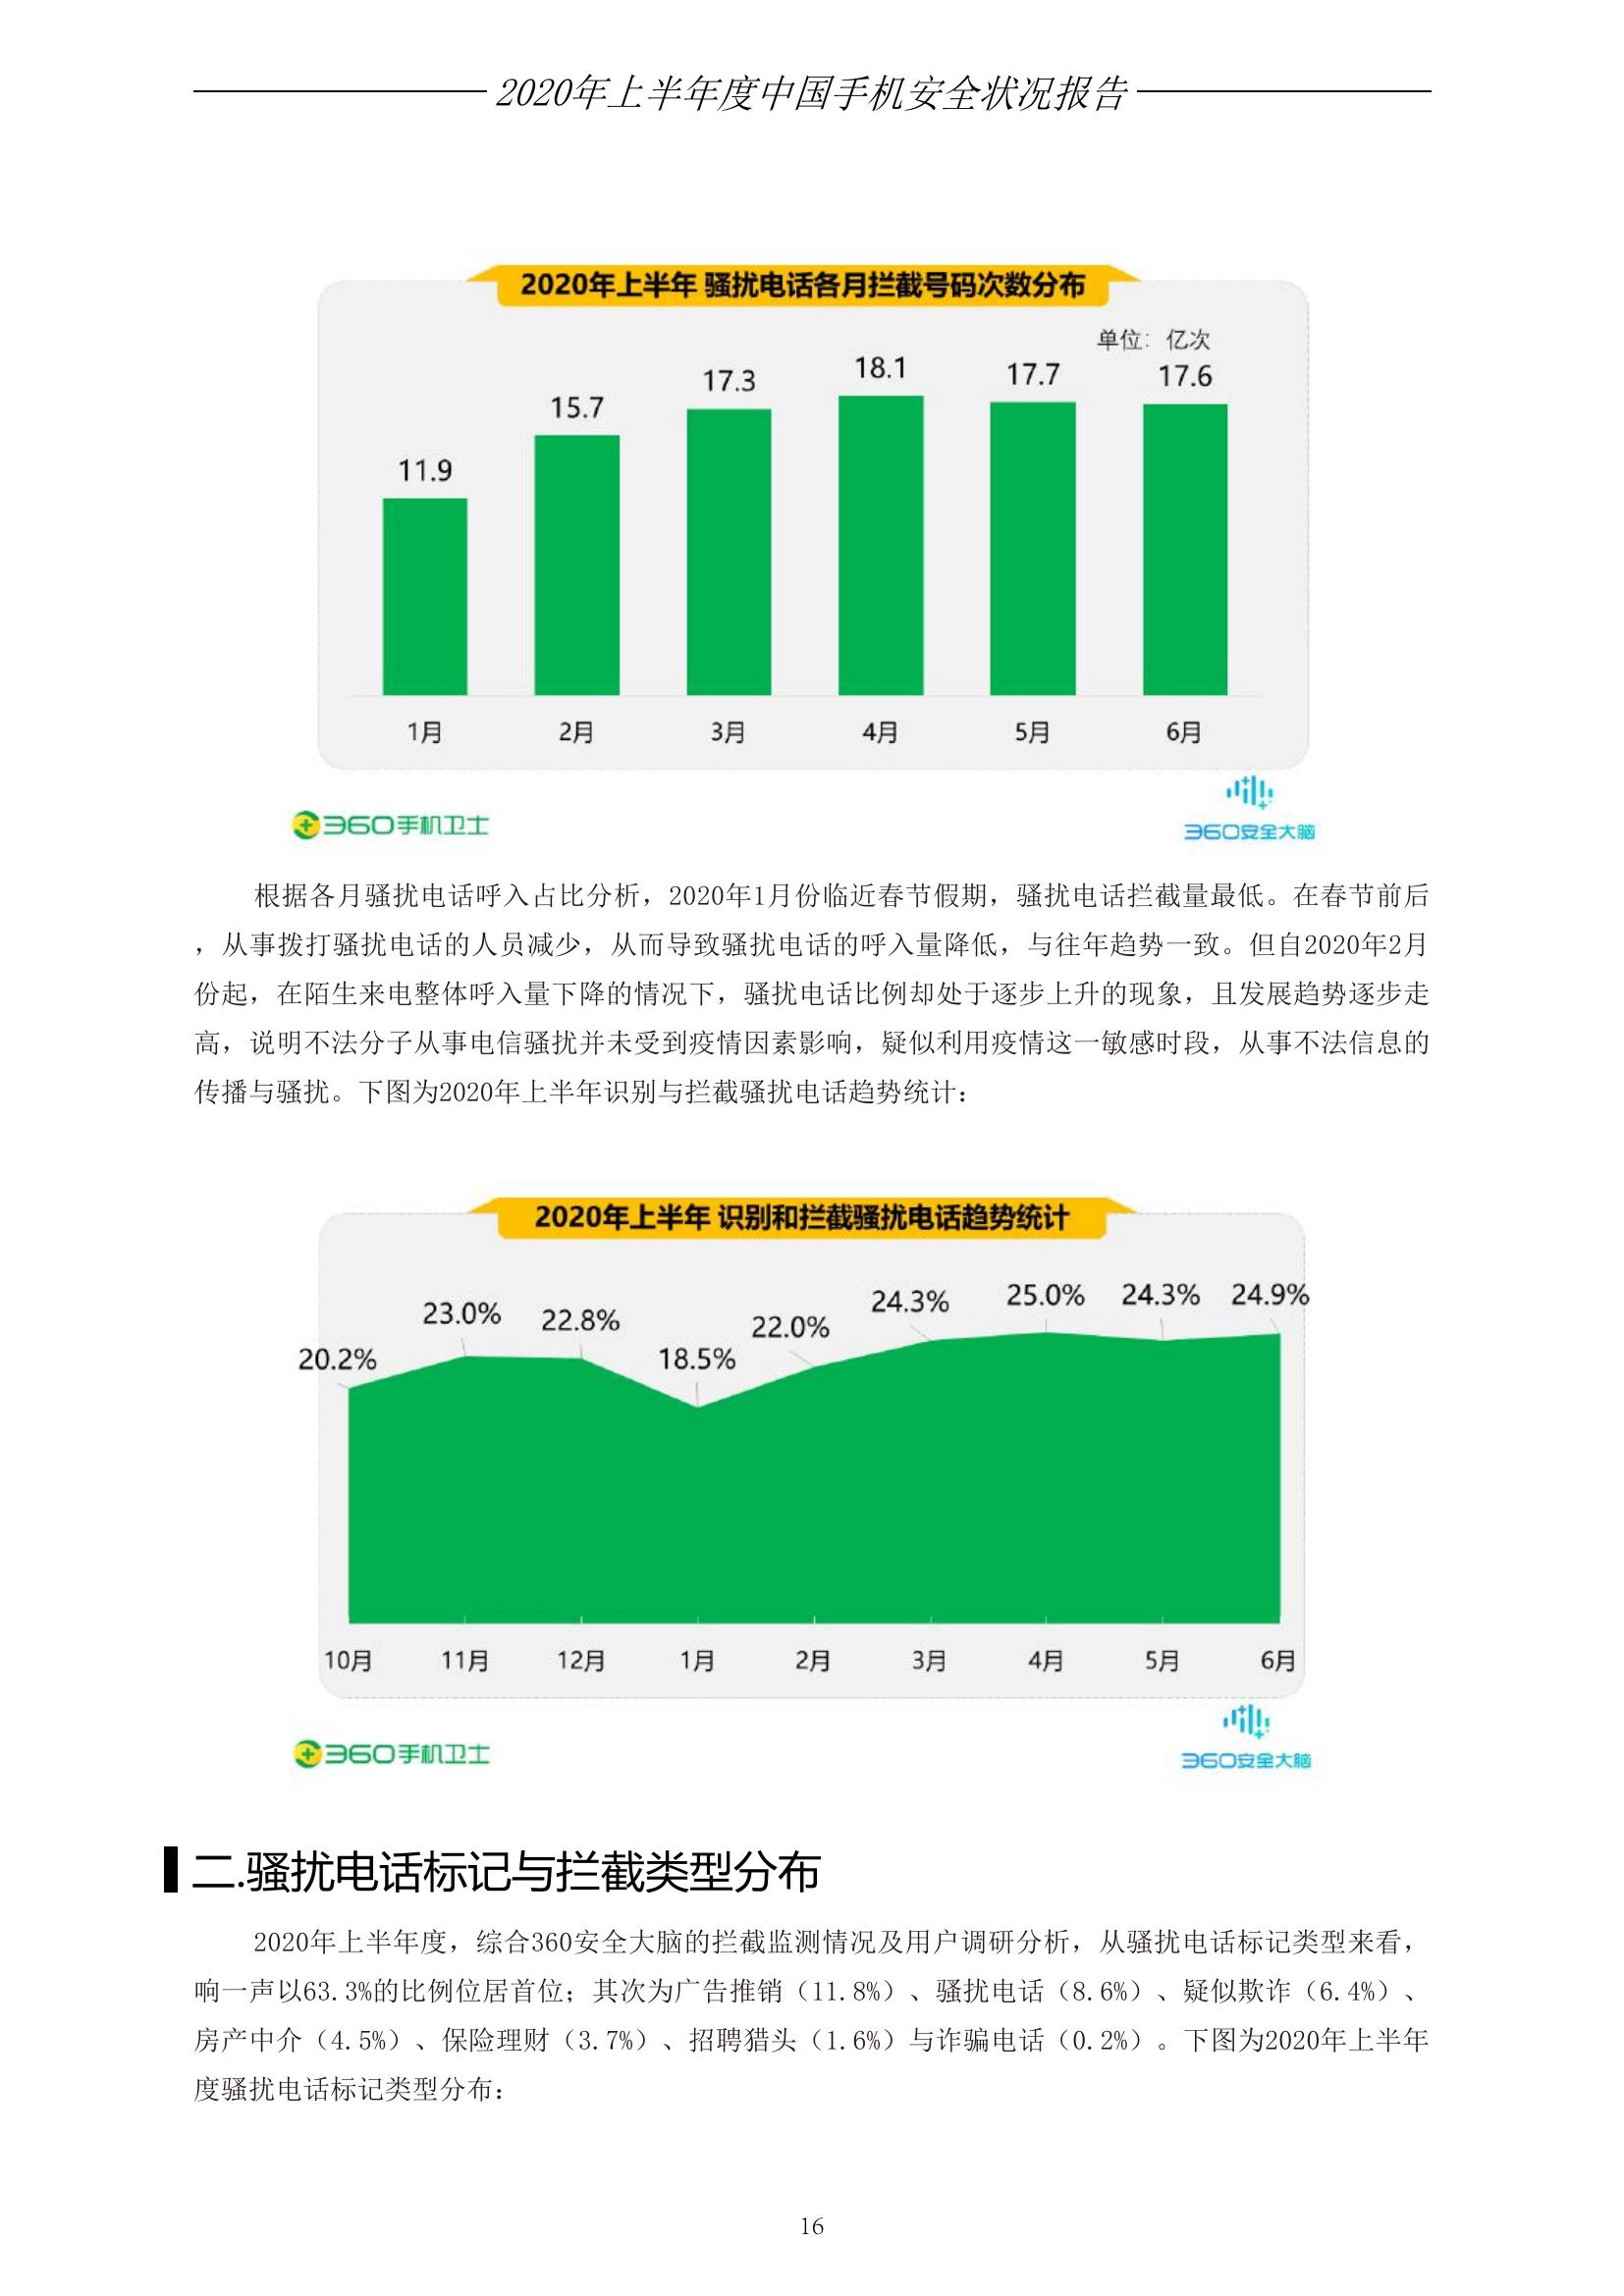 2020年上半年度中国手机安全状况报告
2020年上半年 骚扰电话各月拦截号码次数分布
单位：亿次
11.9
15.7
17.3
18.1
17.7
17.6
1月
2月
3月
4月
5月
6月
360手机卫士
360安全大脑
根据各月骚扰电话呼入占比分析，2020年1月份临近春节假期，骚扰电话拦截量最低。在春节前后
，从事拨打骚扰电话的人员减少，从而导致骚扰电话的呼入量降低，与往年趋势一致。但自2020年2月
份起，在陌生来电整体呼入量下降的情况下，骚扰电话比例却处于逐步上升的现象，且发展趋势逐步走
高，说明不法分子从事电信骚扰并未受到疫情因素影响，疑似利用疫情这一敏感时段，从事不法信息的
传播与骚扰。下图为2020年上半年识别与拦截骚扰电话趋势统计：
2020年上半年 识别和拦截骚扰电话趋势统计
20.2%
23.0%
22.8%
18.5%
22.0%
24.3%
25.0%
24.3%
24.9%
10月
11月
12月
1月
2月
3月
4月
5月
6月
360手机卫士
360安全大脑
二.骚扰电话标记与拦截类型分布
2020年上半年度，综合360安全大脑的拦截监测情况及用户调研分析，从骚扰电话标记类型来看，
响一声以63.3%的比例位居首位；其次为广告推销（11.8%）、骚扰电话（8.6%）、疑似欺诈（6.4%）、
房产中介（4.5%）、保险理财（3.7%）、招聘猎头（1.6%）与诈骗电话（0.2%）。下图为2020年上半年
度骚扰电话标记类型分布：
16